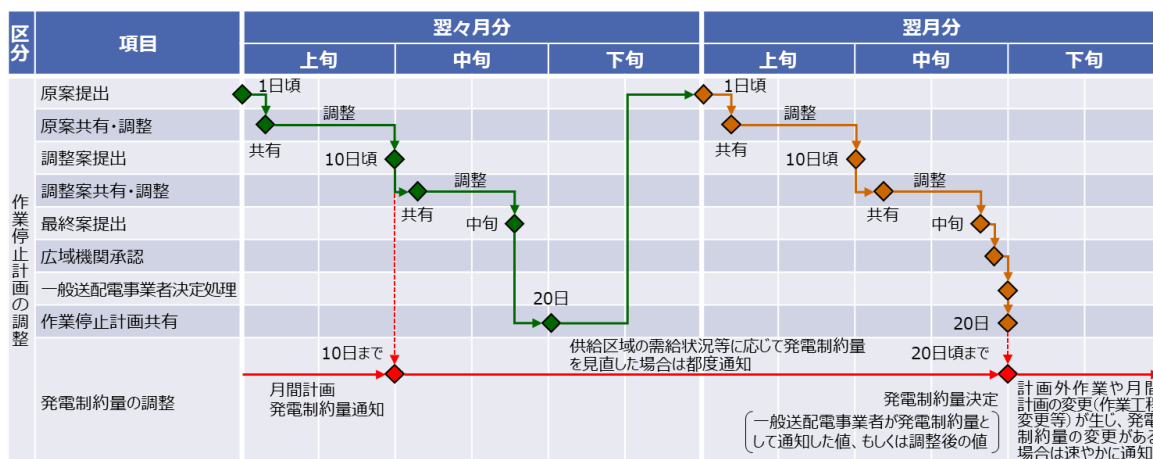 区分
項目
翌々月分
翌月分
上旬
中旬
下旬
上旬
中旬
下旬
作業停止計画の調整
原案提出
1日頃
1日頃
原案共有・調整
調整
共有
調整
共有
調整案提出
10日頃
10日頃
調整案共有・調整
調整
共有
調整
共有
最終案提出
中旬
中旬
広域機関承認
一般送配電事業者決定処理
作業停止計画共有
20日
20日
発電制約量の調整
10日まで
月間計画
発電制約量通知
供給区域の需給状況等に応じて発電制約量
を見直した場合は都度通知
20日頃まで
発電制約量決定
一般送配電事業者が発電制約量と
して通知した値、もしくは調整後の値
計画外作業や月間
計画の変更(作業工程
変更等)が生じ、発電
制約量の変更がある
場合は速やかに通知